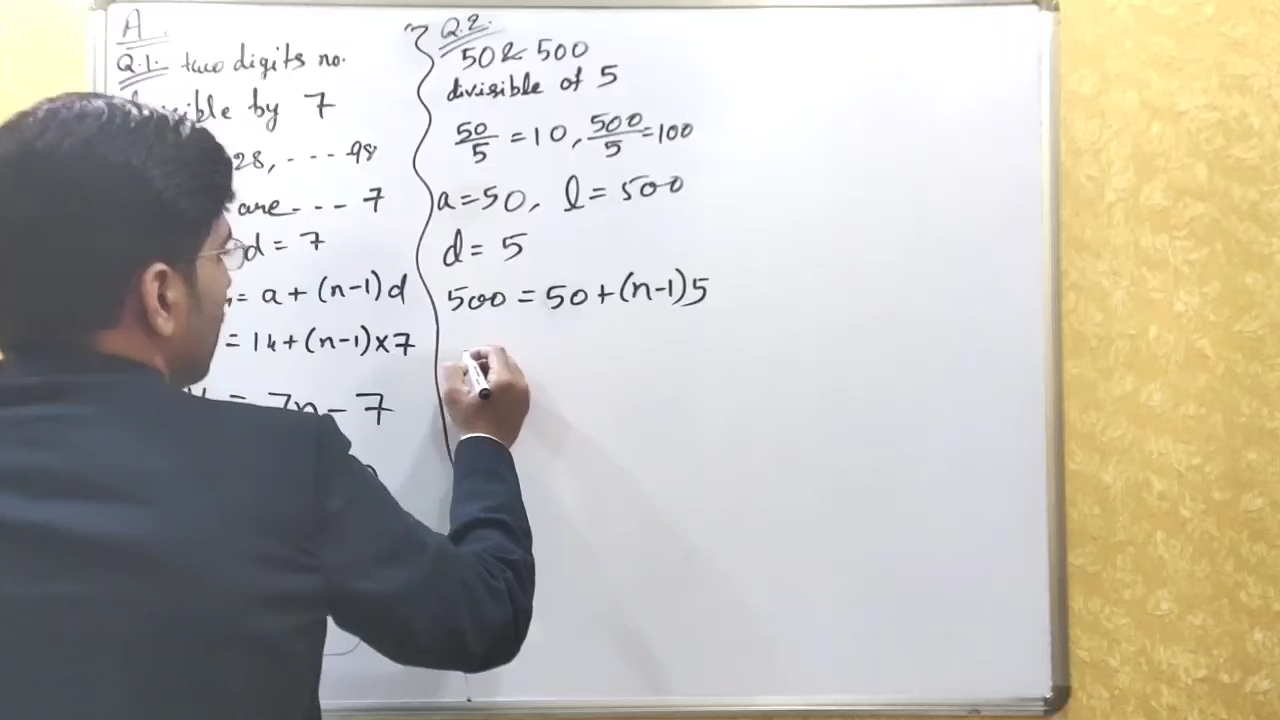 A
Q.1. two digits no.
by 7
28, - - - 98
are - - - 7
d = 7
= a + (n-1)d
= 14 + (n-1)×7
= 7n - 7
Q.2.
50 & 500
divisible of 5
50/5 = 10, 500/5 = 100
a = 50, l = 500
d = 5
500 = 50 + (n-1)5